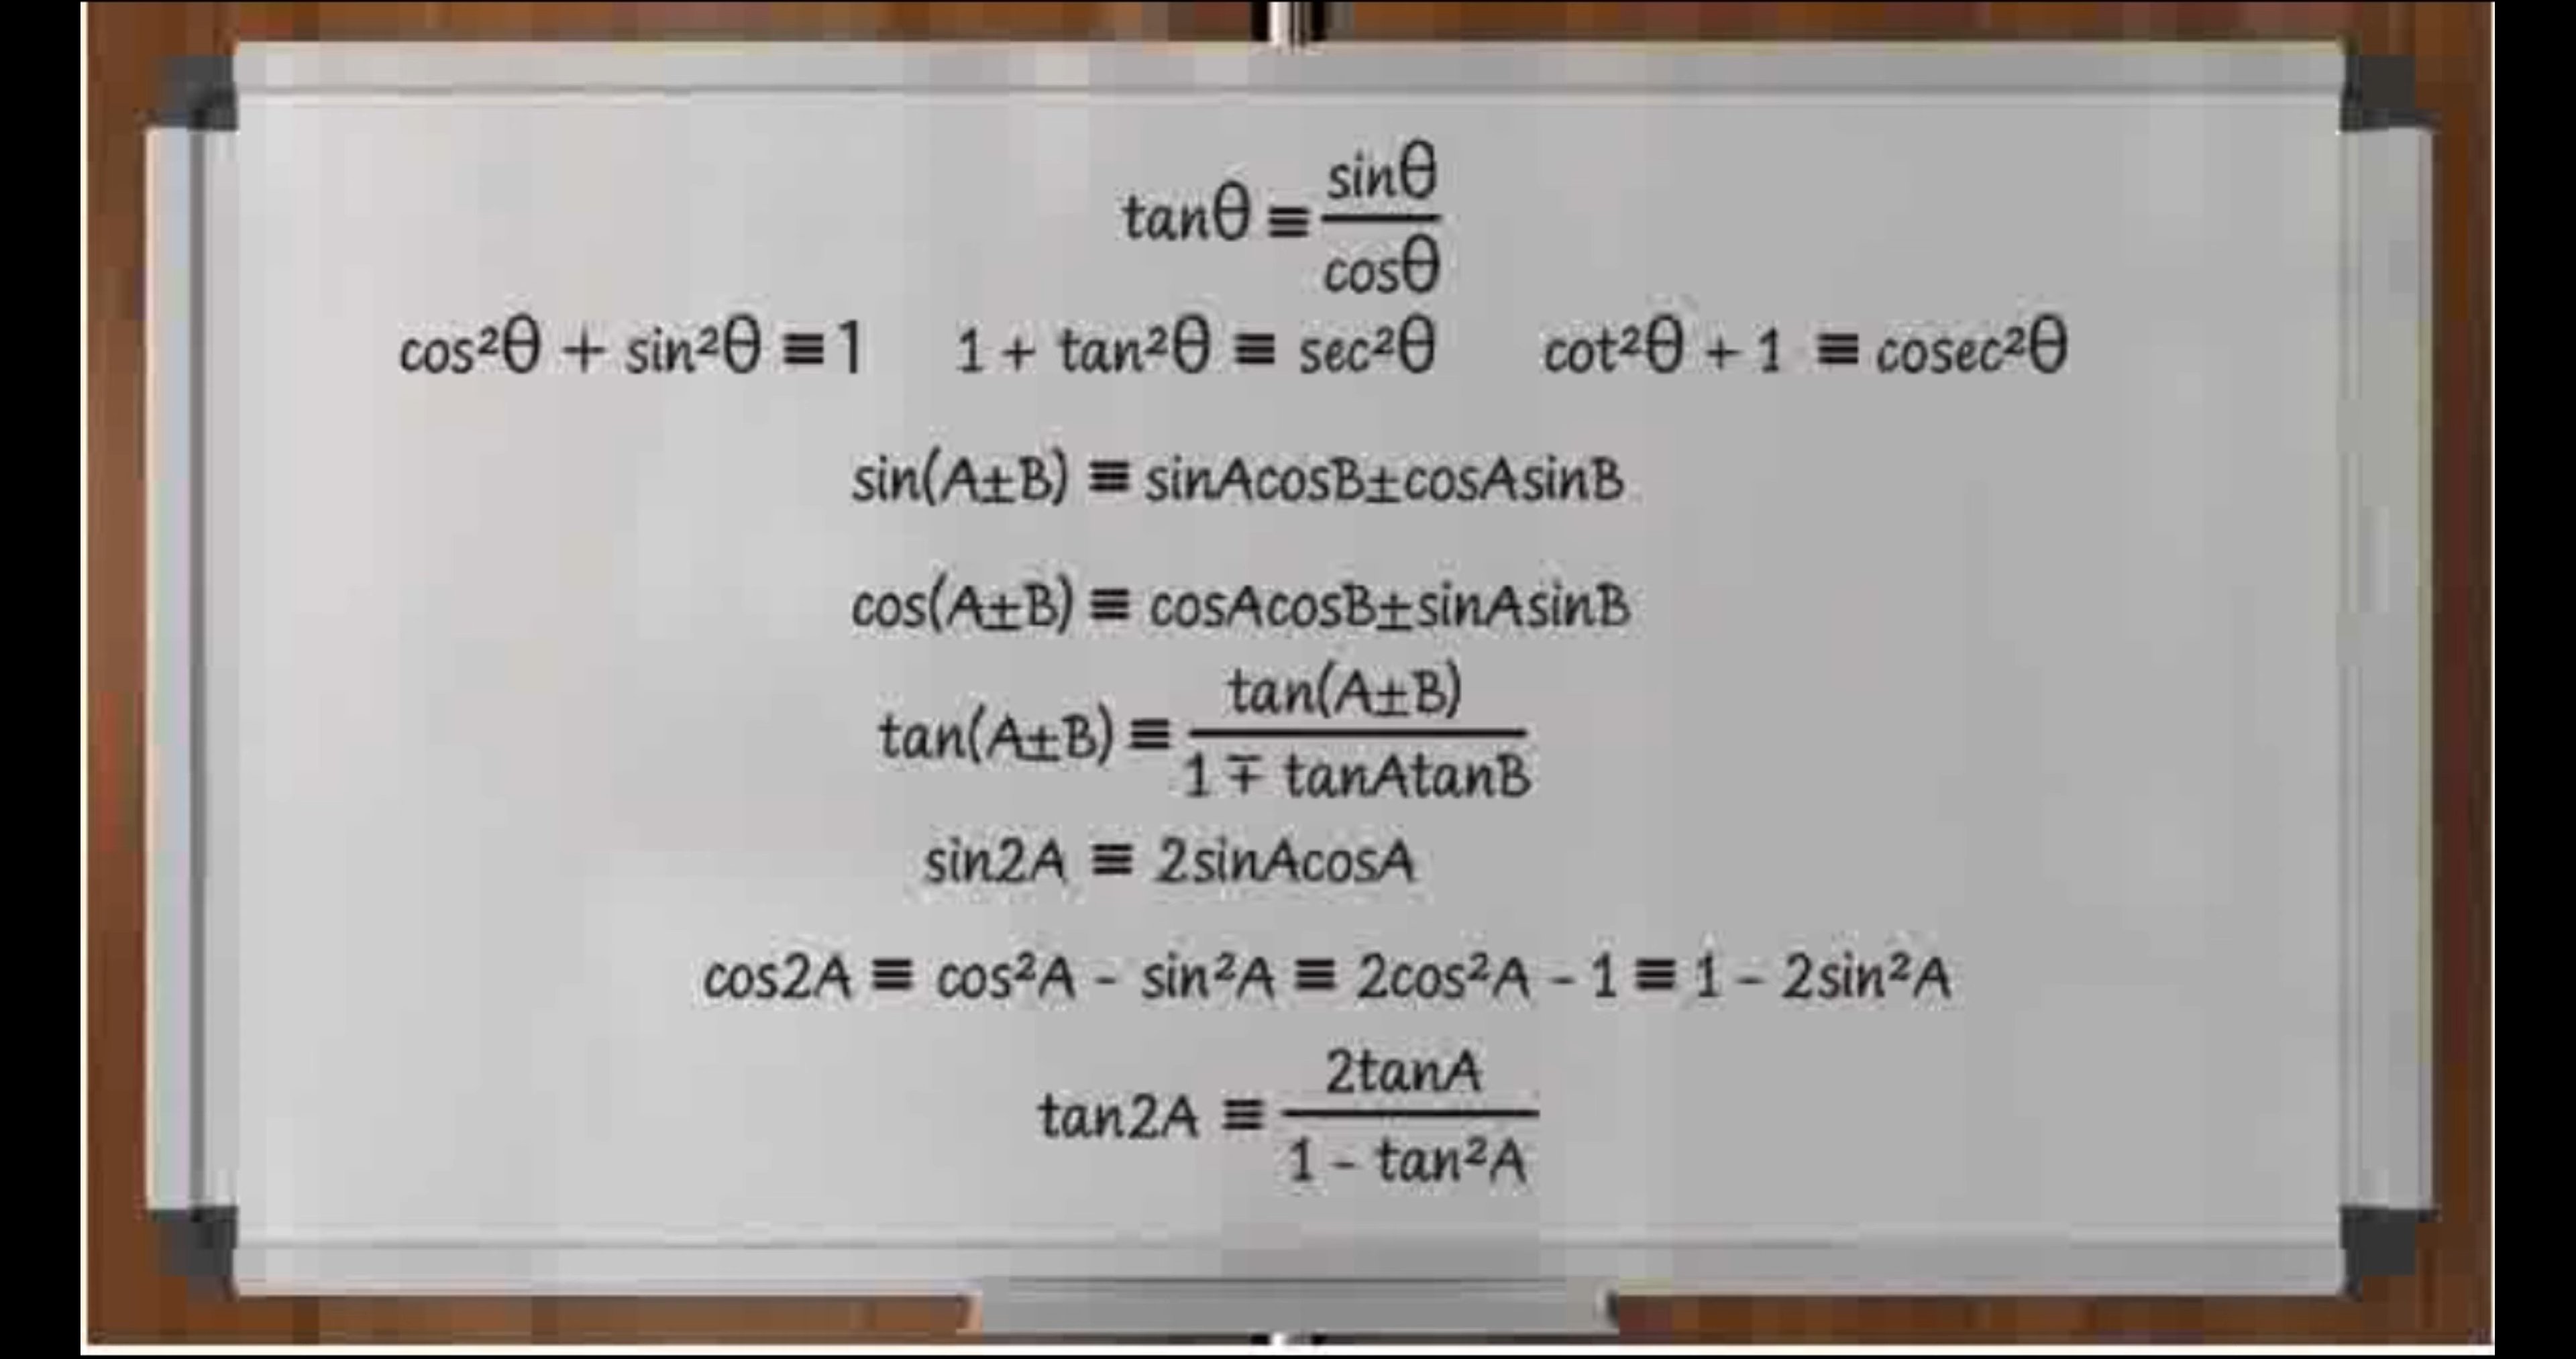 tanθ ≡ sinθ/cosθ
cos²θ + sin²θ ≡ 1    1 + tan²θ ≡ sec²θ    cot²θ + 1 ≡ cosec²θ
sin(A±B) ≡ sinAcosB±cosAsinB
cos(A±B) ≡ cosAcosB±sinAsinB
tan(A±B) ≡ tan(A±B)/1 ∓ tanAtanB
sin2A ≡ 2sinAcosA
cos2A ≡ cos²A - sin²A ≡ 2cos²A - 1 ≡ 1 - 2sin²A
tan2A ≡ 2tanA/1 - tan²A